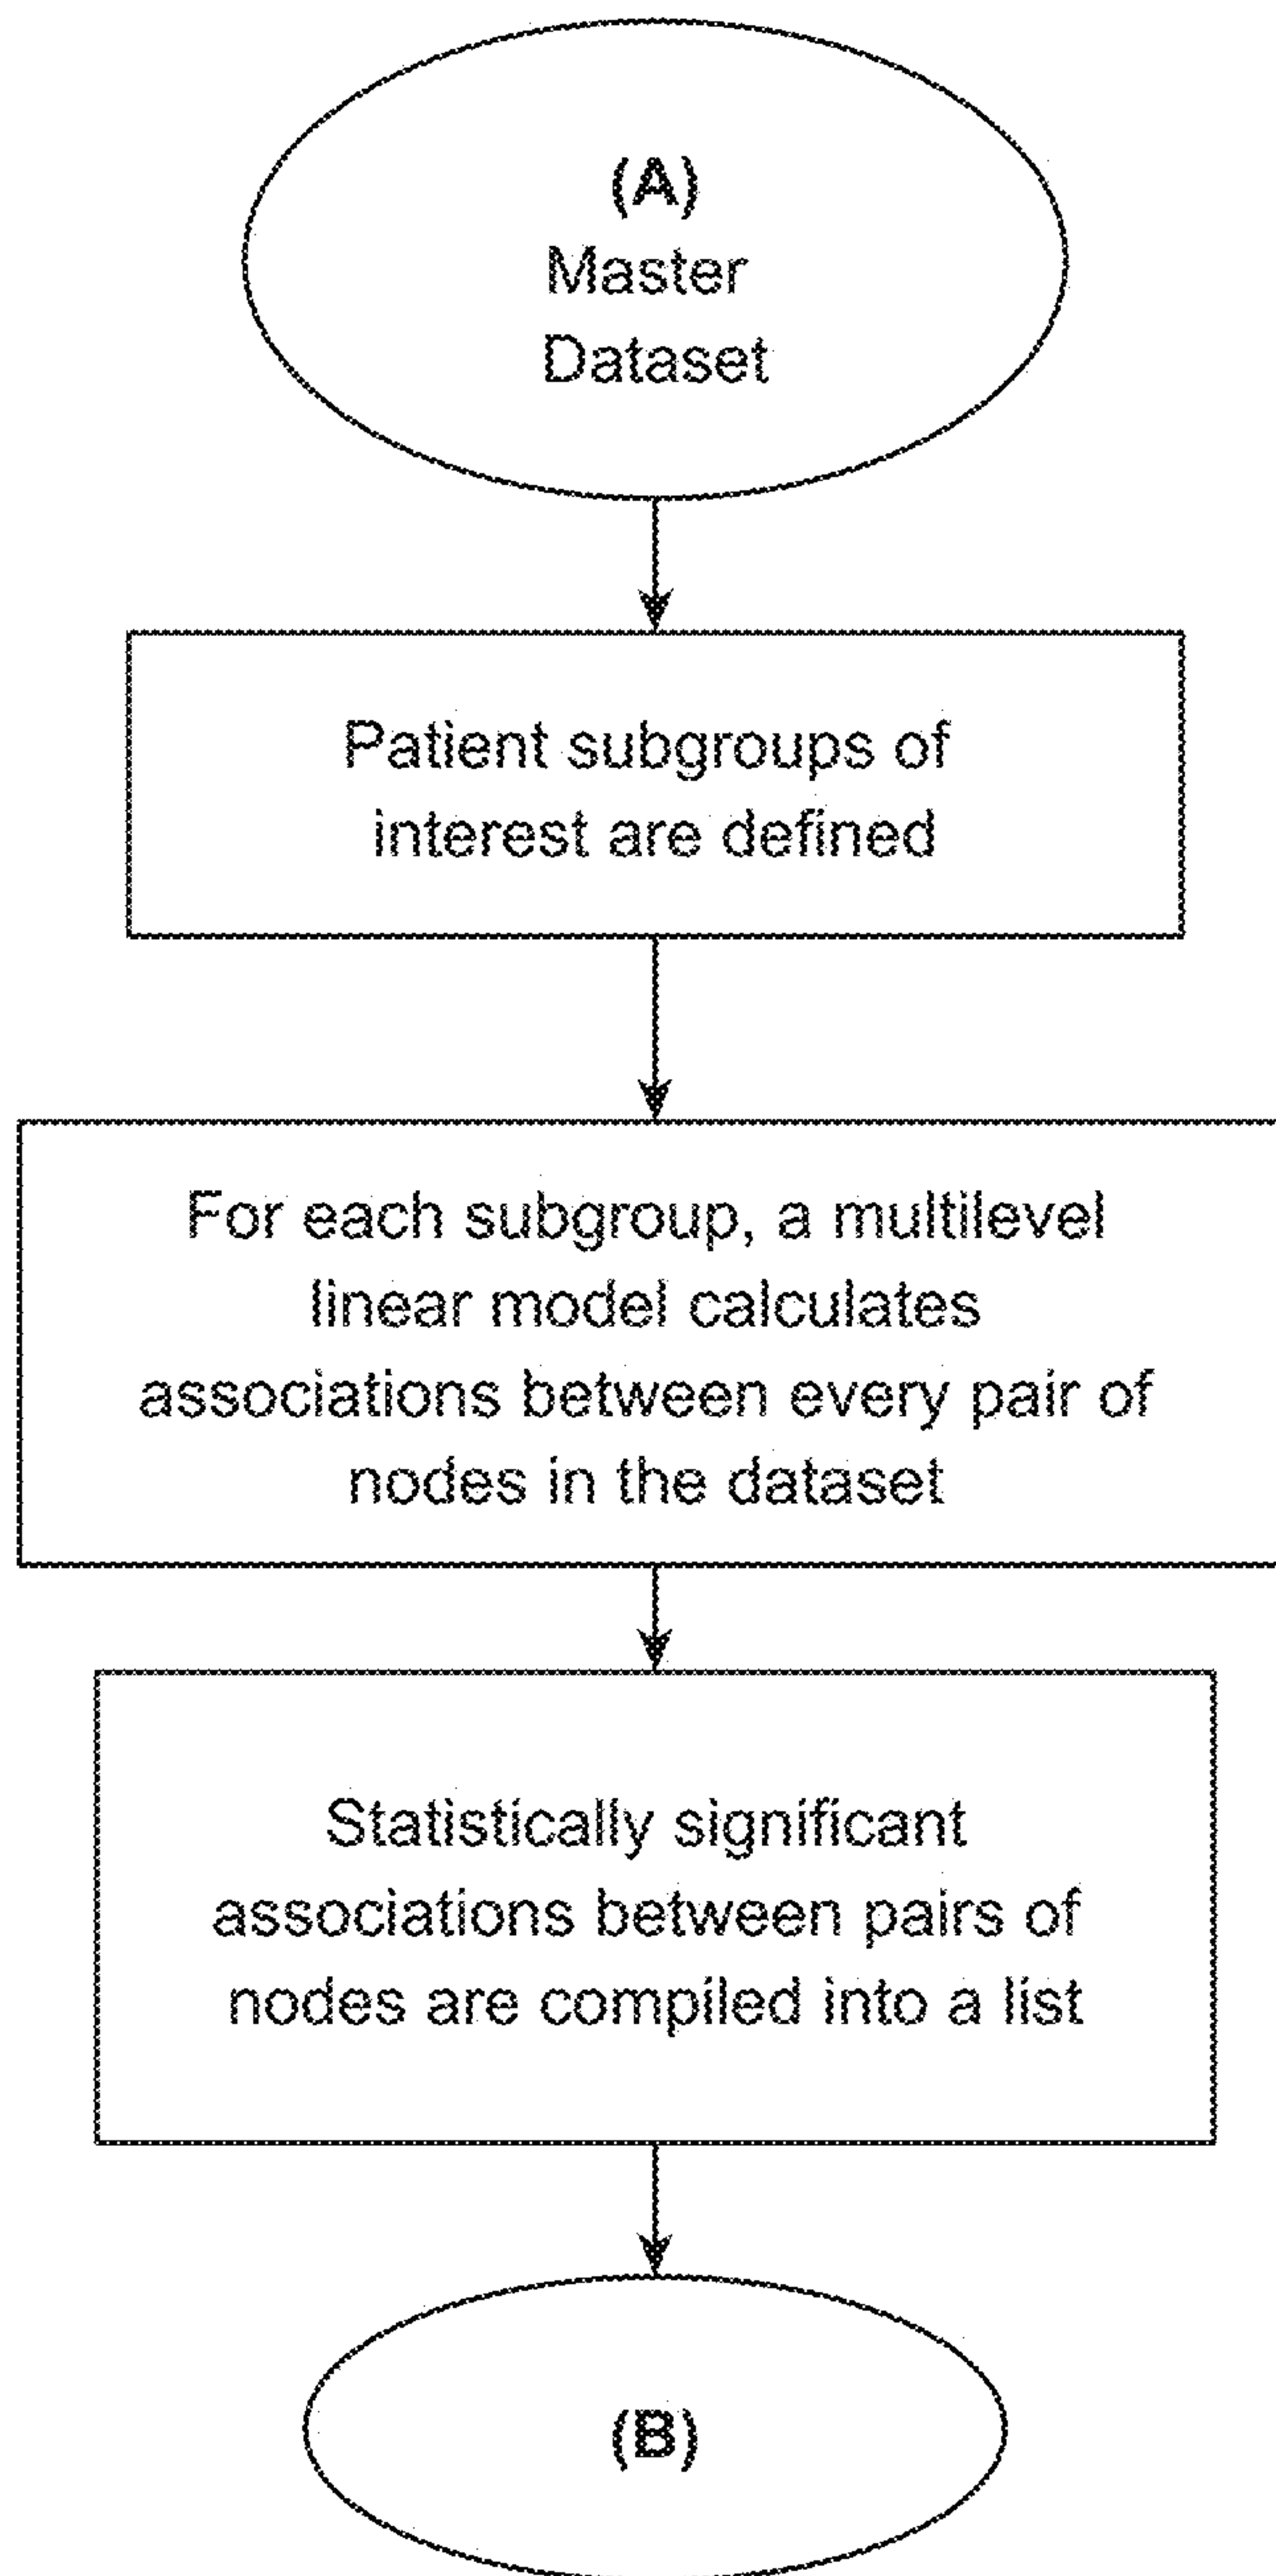 (A)
Master
Dataset
Patient subgroups of
interest are defined
For each subgroup, a multilevel
linear model calculates
associations between every pair of
nodes in the dataset
Statistically significant
associations between pairs of
nodes are compiled into a list
(B)